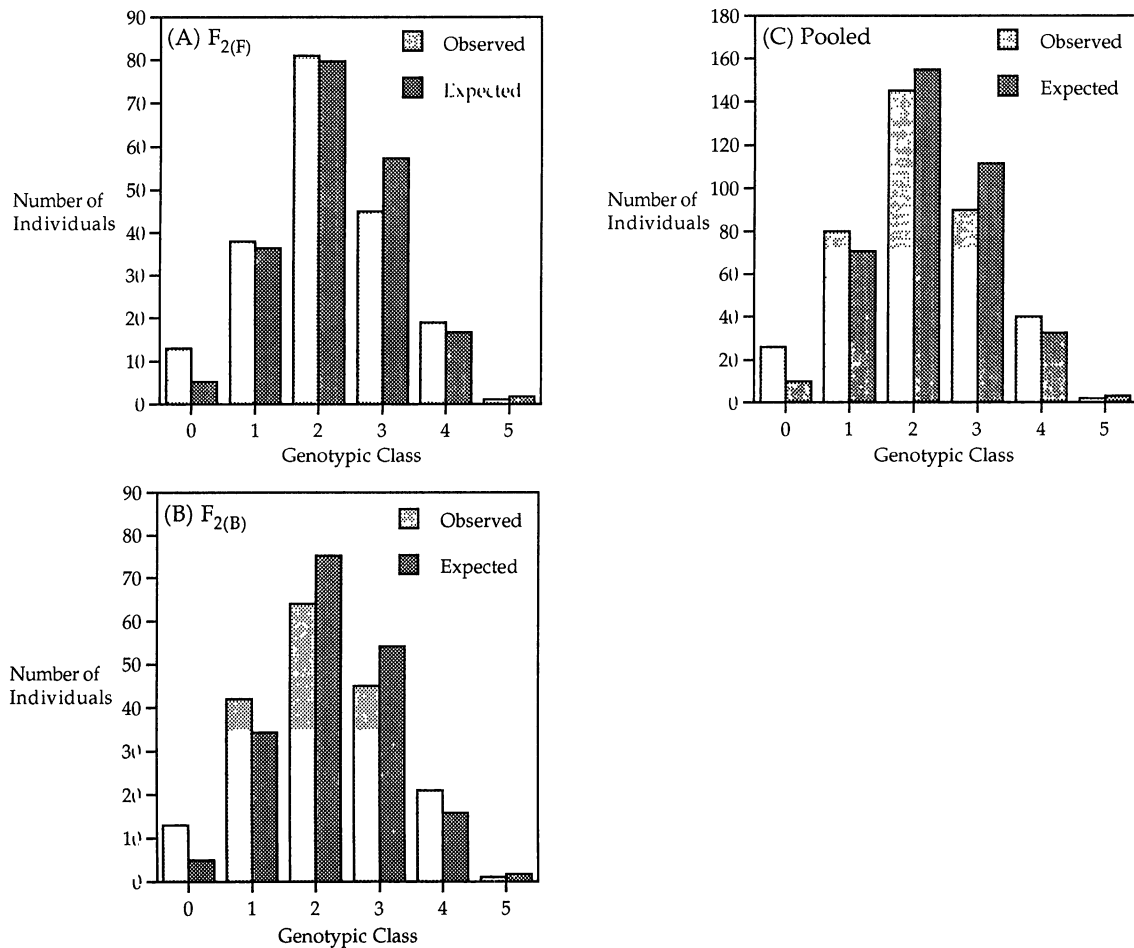 (A) F2(F)
Observed
Expected
90
80
70
60
50
40
30
20
10
0
Number of
Individuals
0 1 2 3 4 5
Genotypic Class
(C) Pooled
Observed
Expected
180
160
140
120
100
80
60
40
20
0
Number of
Individuals
0 1 2 3 4 5
Genotypic Class
(B) F2(B)
Observed
Expected
90
80
70
60
50
40
30
20
10
0
Number of
Individuals
0 1 2 3 4 5
Genotypic Class